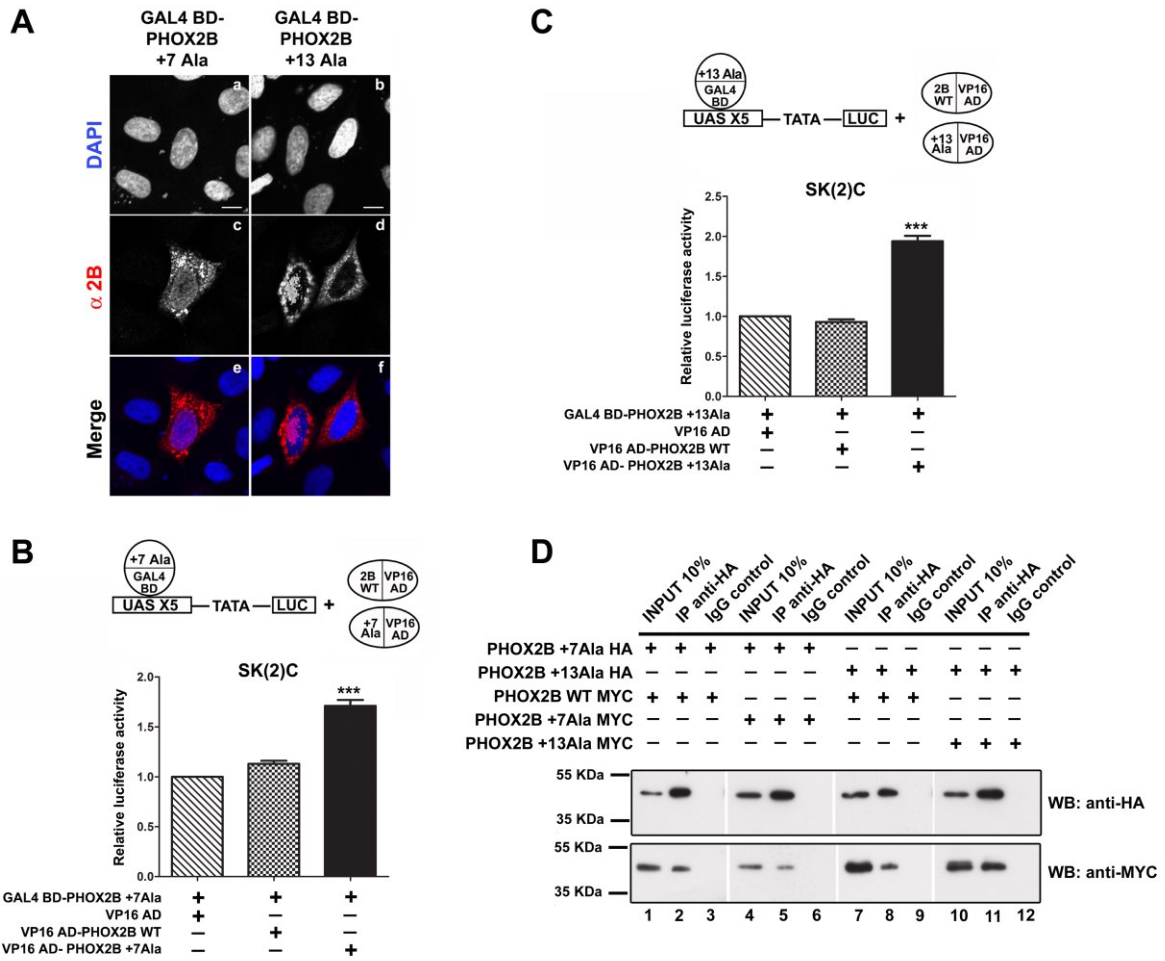 A
GAL4 BD-
PHOX2B
+7 Ala
GAL4 BD-
PHOX2B
+13 Ala
DAPI
a
b
α 2B
c
d
Merge
e
f
B
+7 Ala
GAL4
BD
UAS X5
TATA
LUC
+
2B
WT
VP16
AD
+7
Ala
VP16
AD
SK(2)C
Relative luciferase activity
2.0
1.5
1.0
0.5
0.0
***
GAL4 BD-PHOX2B +7Ala + + +
VP16 AD + – –
VP16 AD-PHOX2B WT – + –
VP16 AD- PHOX2B +7Ala – – +
C
+13 Ala
GAL4
BD
UAS X5
TATA
LUC
+
2B
WT
VP16
AD
+13
Ala
VP16
AD
SK(2)C
Relative luciferase activity
2.5
2.0
1.5
1.0
0.5
0.0
***
GAL4 BD-PHOX2B +13Ala + + +
VP16 AD + – –
VP16 AD-PHOX2B WT – + –
VP16 AD- PHOX2B +13Ala – – +
D
INPUT 10% IP anti-HA IgG control INPUT 10% IP anti-HA IgG control INPUT 10% IP anti-HA IgG control INPUT 10% IP anti-HA IgG control
PHOX2B +7Ala HA + + + + + + – – – – – –
PHOX2B +13Ala HA – – – – – – + + + + + +
PHOX2B WT MYC + + + – – – + + + – – –
PHOX2B +7Ala MYC – – – + + + – – – – – –
PHOX2B +13Ala MYC – – – – – – – – – + + +
55 KDa
35 KDa
WB: anti-HA
55 KDa
35 KDa
WB: anti-MYC
1 2 3 4 5 6 7 8 9 10 11 12